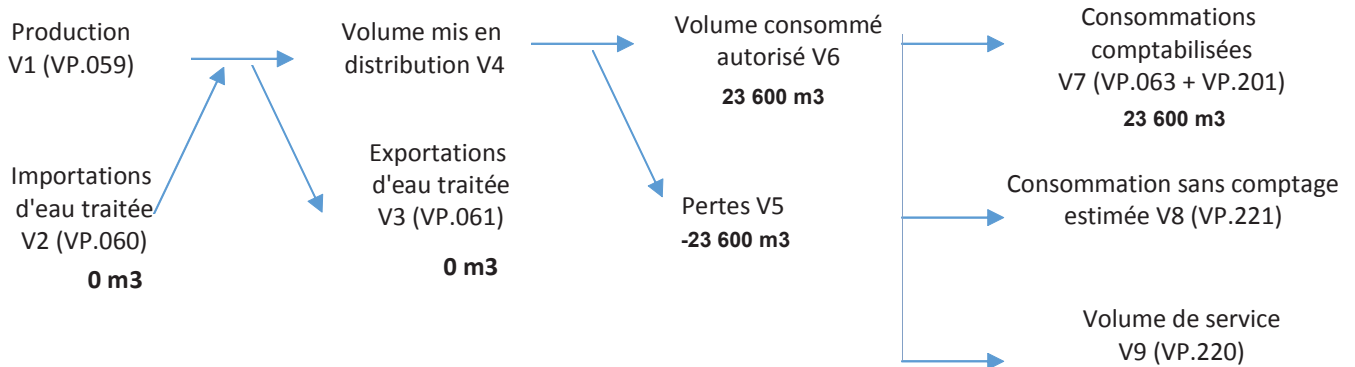 Production
V1 (VP.059)
Importations
d'eau traitée
V2 (VP.060)
0 m3
Volume mis en
distribution V4
Exportations
d'eau traitée
V3 (VP.061)
0 m3
Volume consommé
autorisé V6
23 600 m3
Pertes V5
-23 600 m3
Consommations
comptabilisées
V7 (VP.063 + VP.201)
23 600 m3
Consommation sans comptage
estimée V8 (VP.221)
Volume de service
V9 (VP.220)